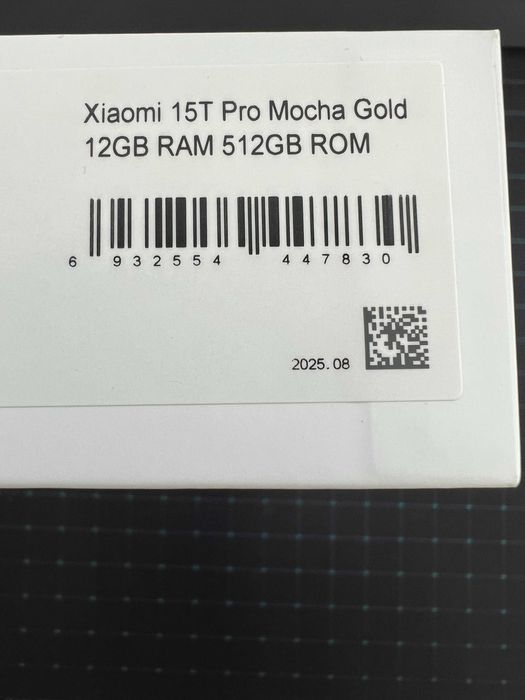 Xiaomi 15T Pro Mocha Gold
12GB RAM 512GB ROM
6 932554 447830
2025.08